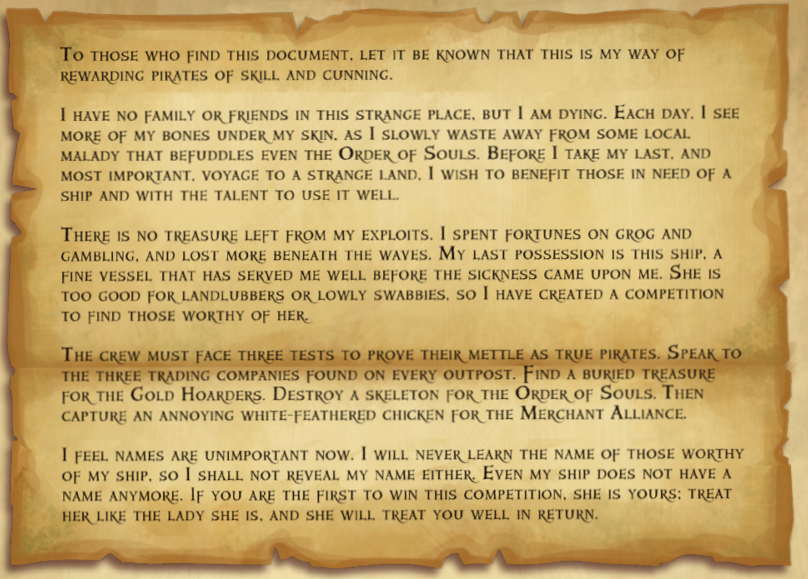 To those who find this document, let it be known that this is my way of
rewarding pirates of skill and cunning.
I have no family or friends in this strange place, but I am dying. Each day, I see
more of my bones under my skin, as I slowly waste away from some local
malady that befuddles even the Order of Souls. Before I take my last, and
most important, voyage to a strange land, I wish to benefit those in need of a
ship and with the talent to use it well.
There is no treasure left from my exploits. I spent fortunes on grog and
gambling, and lost more beneath the waves. My last possession is this ship, a
fine vessel that has served me well before the sickness came upon me. She is
too good for landlubbers or lowly swabbies, so I have created a competition
to find those worthy of her.
The crew must face three tests to prove their mettle as true pirates. Speak to
the three trading companies found on every outpost. Find a buried treasure
for the Gold Hoarders. Destroy a skeleton for the Order of Souls. Then
capture an annoying white-feathered chicken for the Merchant Alliance.
I feel names are unimportant now. I will never learn the name of those worthy
of my ship, so I shall not reveal my name either. Even my ship does not have a
name anymore. If you are the first to win this competition, she is yours; treat
her like the lady she is, and she will treat you well in return.